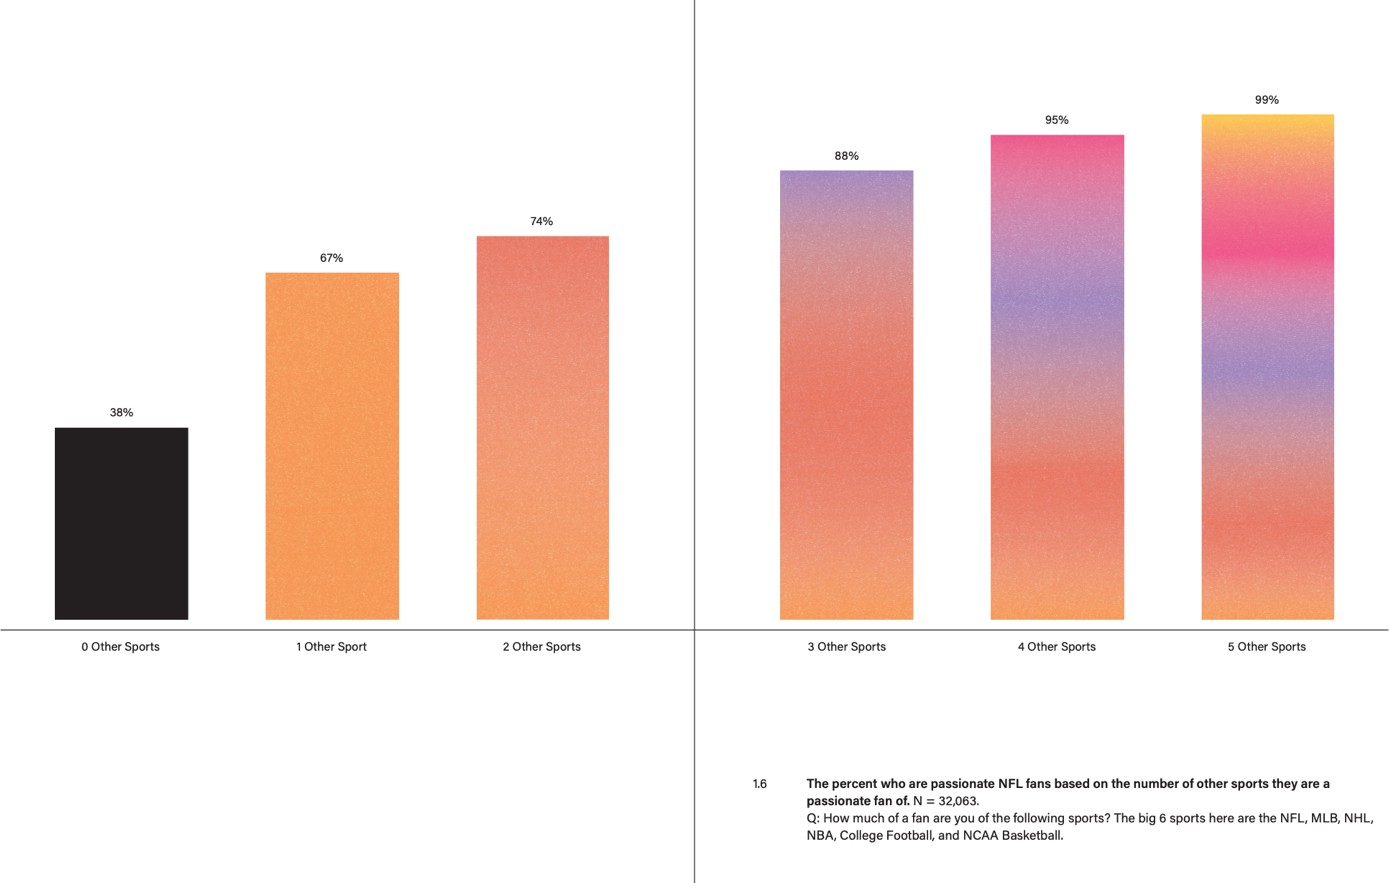 38%
67%
74%
88%
95%
99%
0 Other Sports
1 Other Sport
2 Other Sports
3 Other Sports
4 Other Sports
5 Other Sports
1.6
The percent who are passionate NFL fans based on the number of other sports they are a
passionate fan of. N = 32,063.
Q: How much of a fan are you of the following sports? The big 6 sports here are the NFL, MLB, NHL,
NBA, College Football, and NCAA Basketball.